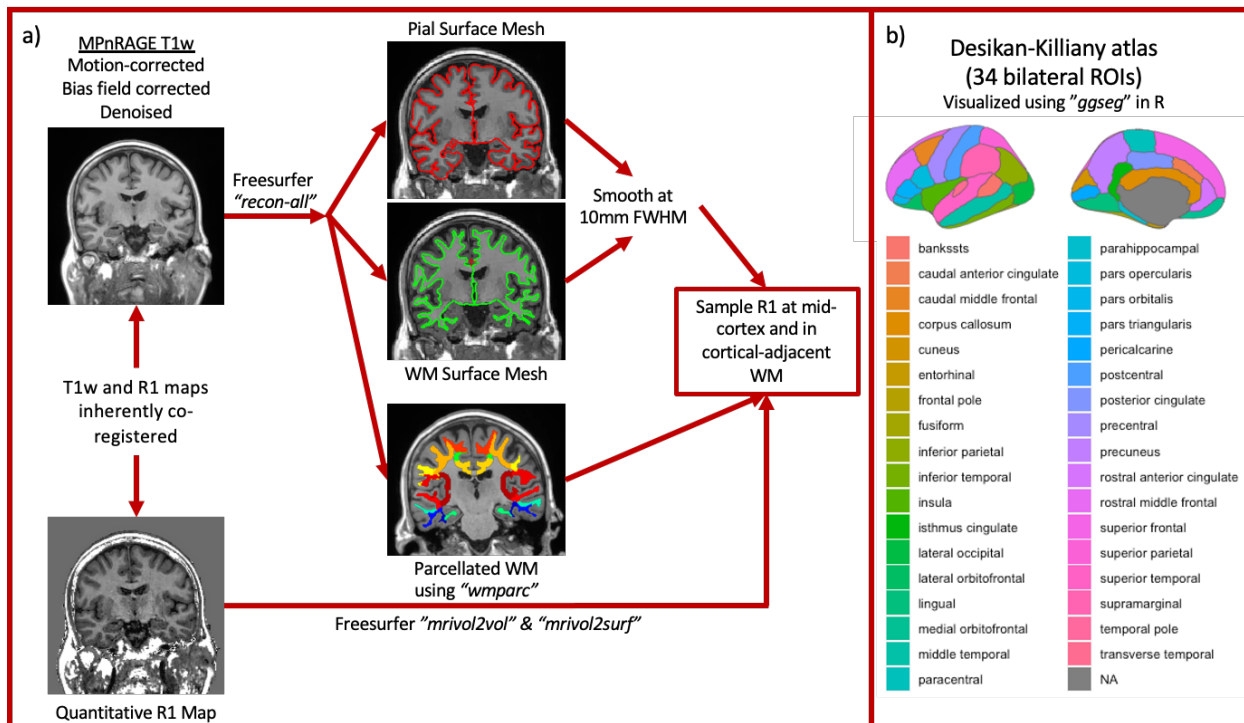 a)
MPnRAGE T1w
Motion-corrected
Bias field corrected
Denoised
Freesurfer
"recon-all"
T1w and R1 maps
inherently co-
registered
Quantitative R1 Map
Pial Surface Mesh
WM Surface Mesh
Parcellated WM
using "wmparc"
Smooth at
10mm FWHM
Sample R1 at mid-
cortex and in
cortical-adjacent
WM
Freesurfer "mrivol2vol" & "mrivol2surf"
b)
Desikan-Killiany atlas
(34 bilateral ROIs)
Visualized using "ggseg" in R
bankssts
caudal anterior cingulate
caudal middle frontal
corpus callosum
cuneus
entorhinal
frontal pole
fusiform
inferior parietal
inferior temporal
insula
isthmus cingulate
lateral occipital
lateral orbitofrontal
lingual
medial orbitofrontal
middle temporal
paracentral
parahippocampal
pars opercularis
pars orbitalis
pars triangularis
pericalcarine
postcentral
posterior cingulate
precentral
precuneus
rostral anterior cingulate
rostral middle frontal
superior frontal
superior parietal
superior temporal
supramarginal
temporal pole
transverse temporal
NA